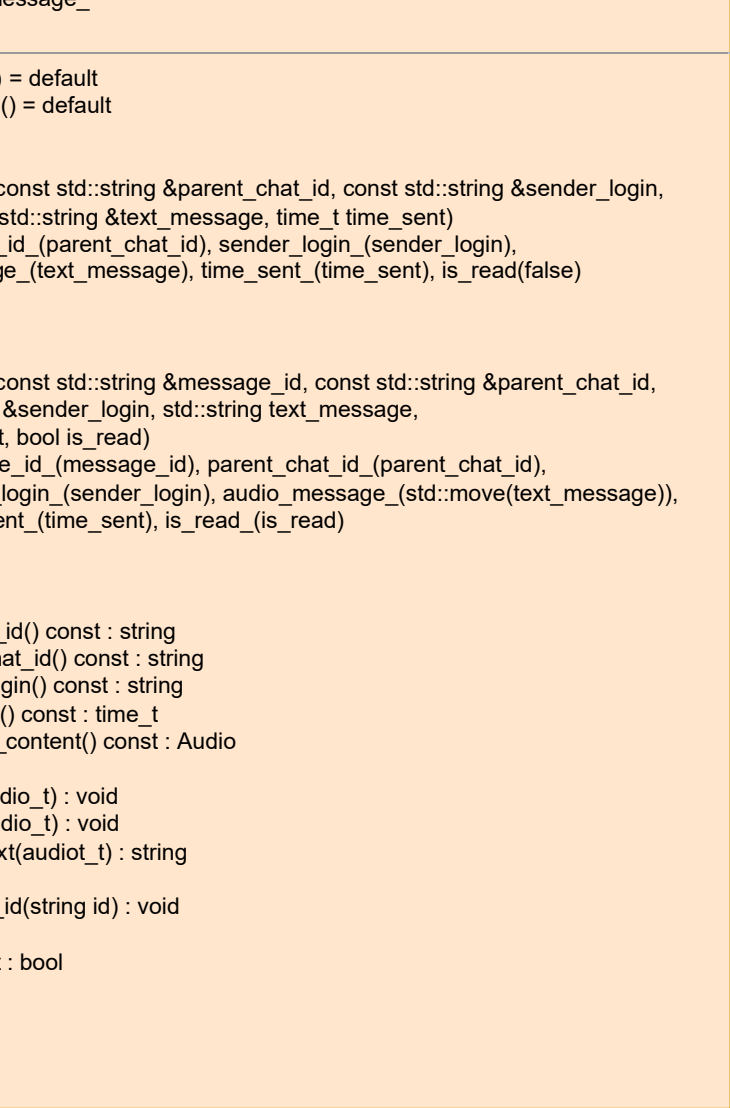 essage_
) = default
() = default
const std::string &parent_chat_id, const std::string &sender_login,
std::string &text_message, time_t time_sent)
_id_(parent_chat_id), sender_login_(sender_login),
ge_(text_message), time_sent_(time_sent), is_read(false)
const std::string &message_id, const std::string &parent_chat_id,
&sender_login, std::string text_message,
t, bool is_read)
e_id_(message_id), parent_chat_id_(parent_chat_id),
_login_(sender_login), audio_message_(std::move(text_message)),
ent_(time_sent), is_read_(is_read)
_id() const : string
at_id() const : string
gin() const : string
() const : time_t
_content() const : Audio
dio_t) : void
dio_t) : void
xt(audiot_t) : string
_id(string id) : void
t : bool